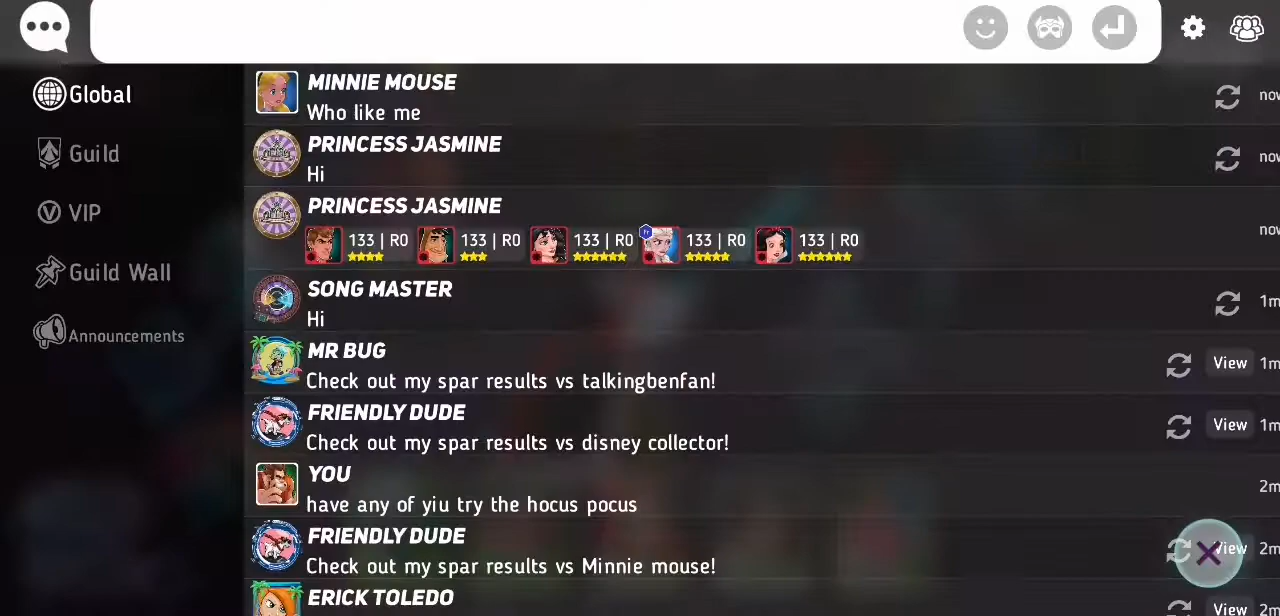 Global
Guild
VIP
Guild Wall
Announcements
MINNIE MOUSE
Who like me
now
PRINCESS JASMINE
Hi
now
PRINCESS JASMINE
133 | R0 133 | R0 133 | R0 133 | R0 133 | R0
now
SONG MASTER
Hi
1m
MR BUG
Check out my spar results vs talkingbenfan!
View 1m
FRIENDLY DUDE
Check out my spar results vs disney collector!
View 1m
YOU
have any of yiu try the hocus pocus
2m
FRIENDLY DUDE
Check out my spar results vs Minnie mouse!
View 2m
ERICK TOLEDO
View 2m